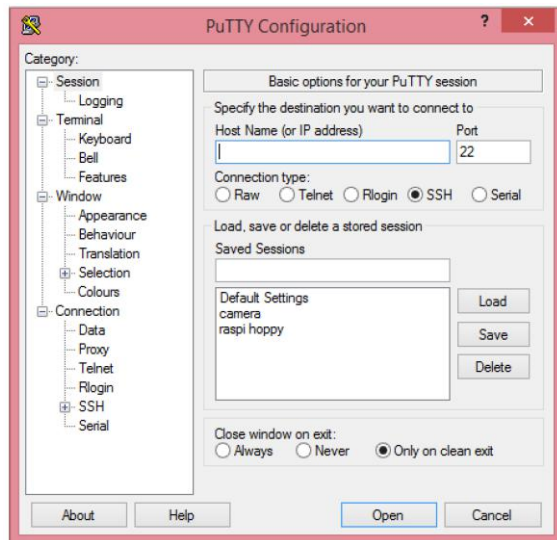 PuTTY Configuration
?
×
Category:
Session
Logging
Terminal
Keyboard
Bell
Features
Window
Appearance
Behaviour
Translation
Selection
Colours
Connection
Data
Proxy
Telnet
Rlogin
SSH
Serial
Basic options for your PuTTY session
Specify the destination you want to connect to
Host Name (or IP address) Port
22
Connection type:
Raw Telnet Rlogin SSH Serial
Load, save or delete a stored session
Saved Sessions
Default Settings
camera
raspi hoppy
Load
Save
Delete
Close window on exit:
Always Never Only on clean exit
About Help Open Cancel